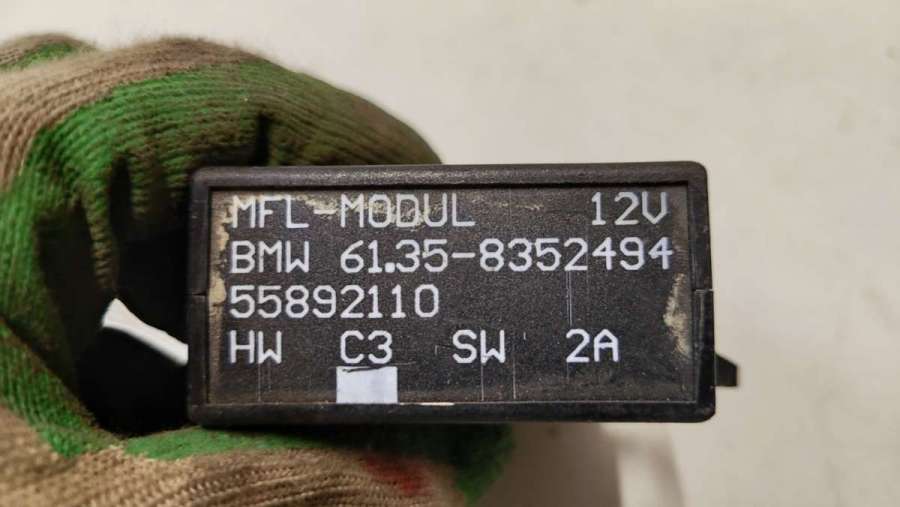 MFL-MODUL 12V
BMW 61.35-8352494
55892110
HW C3 SW 2A